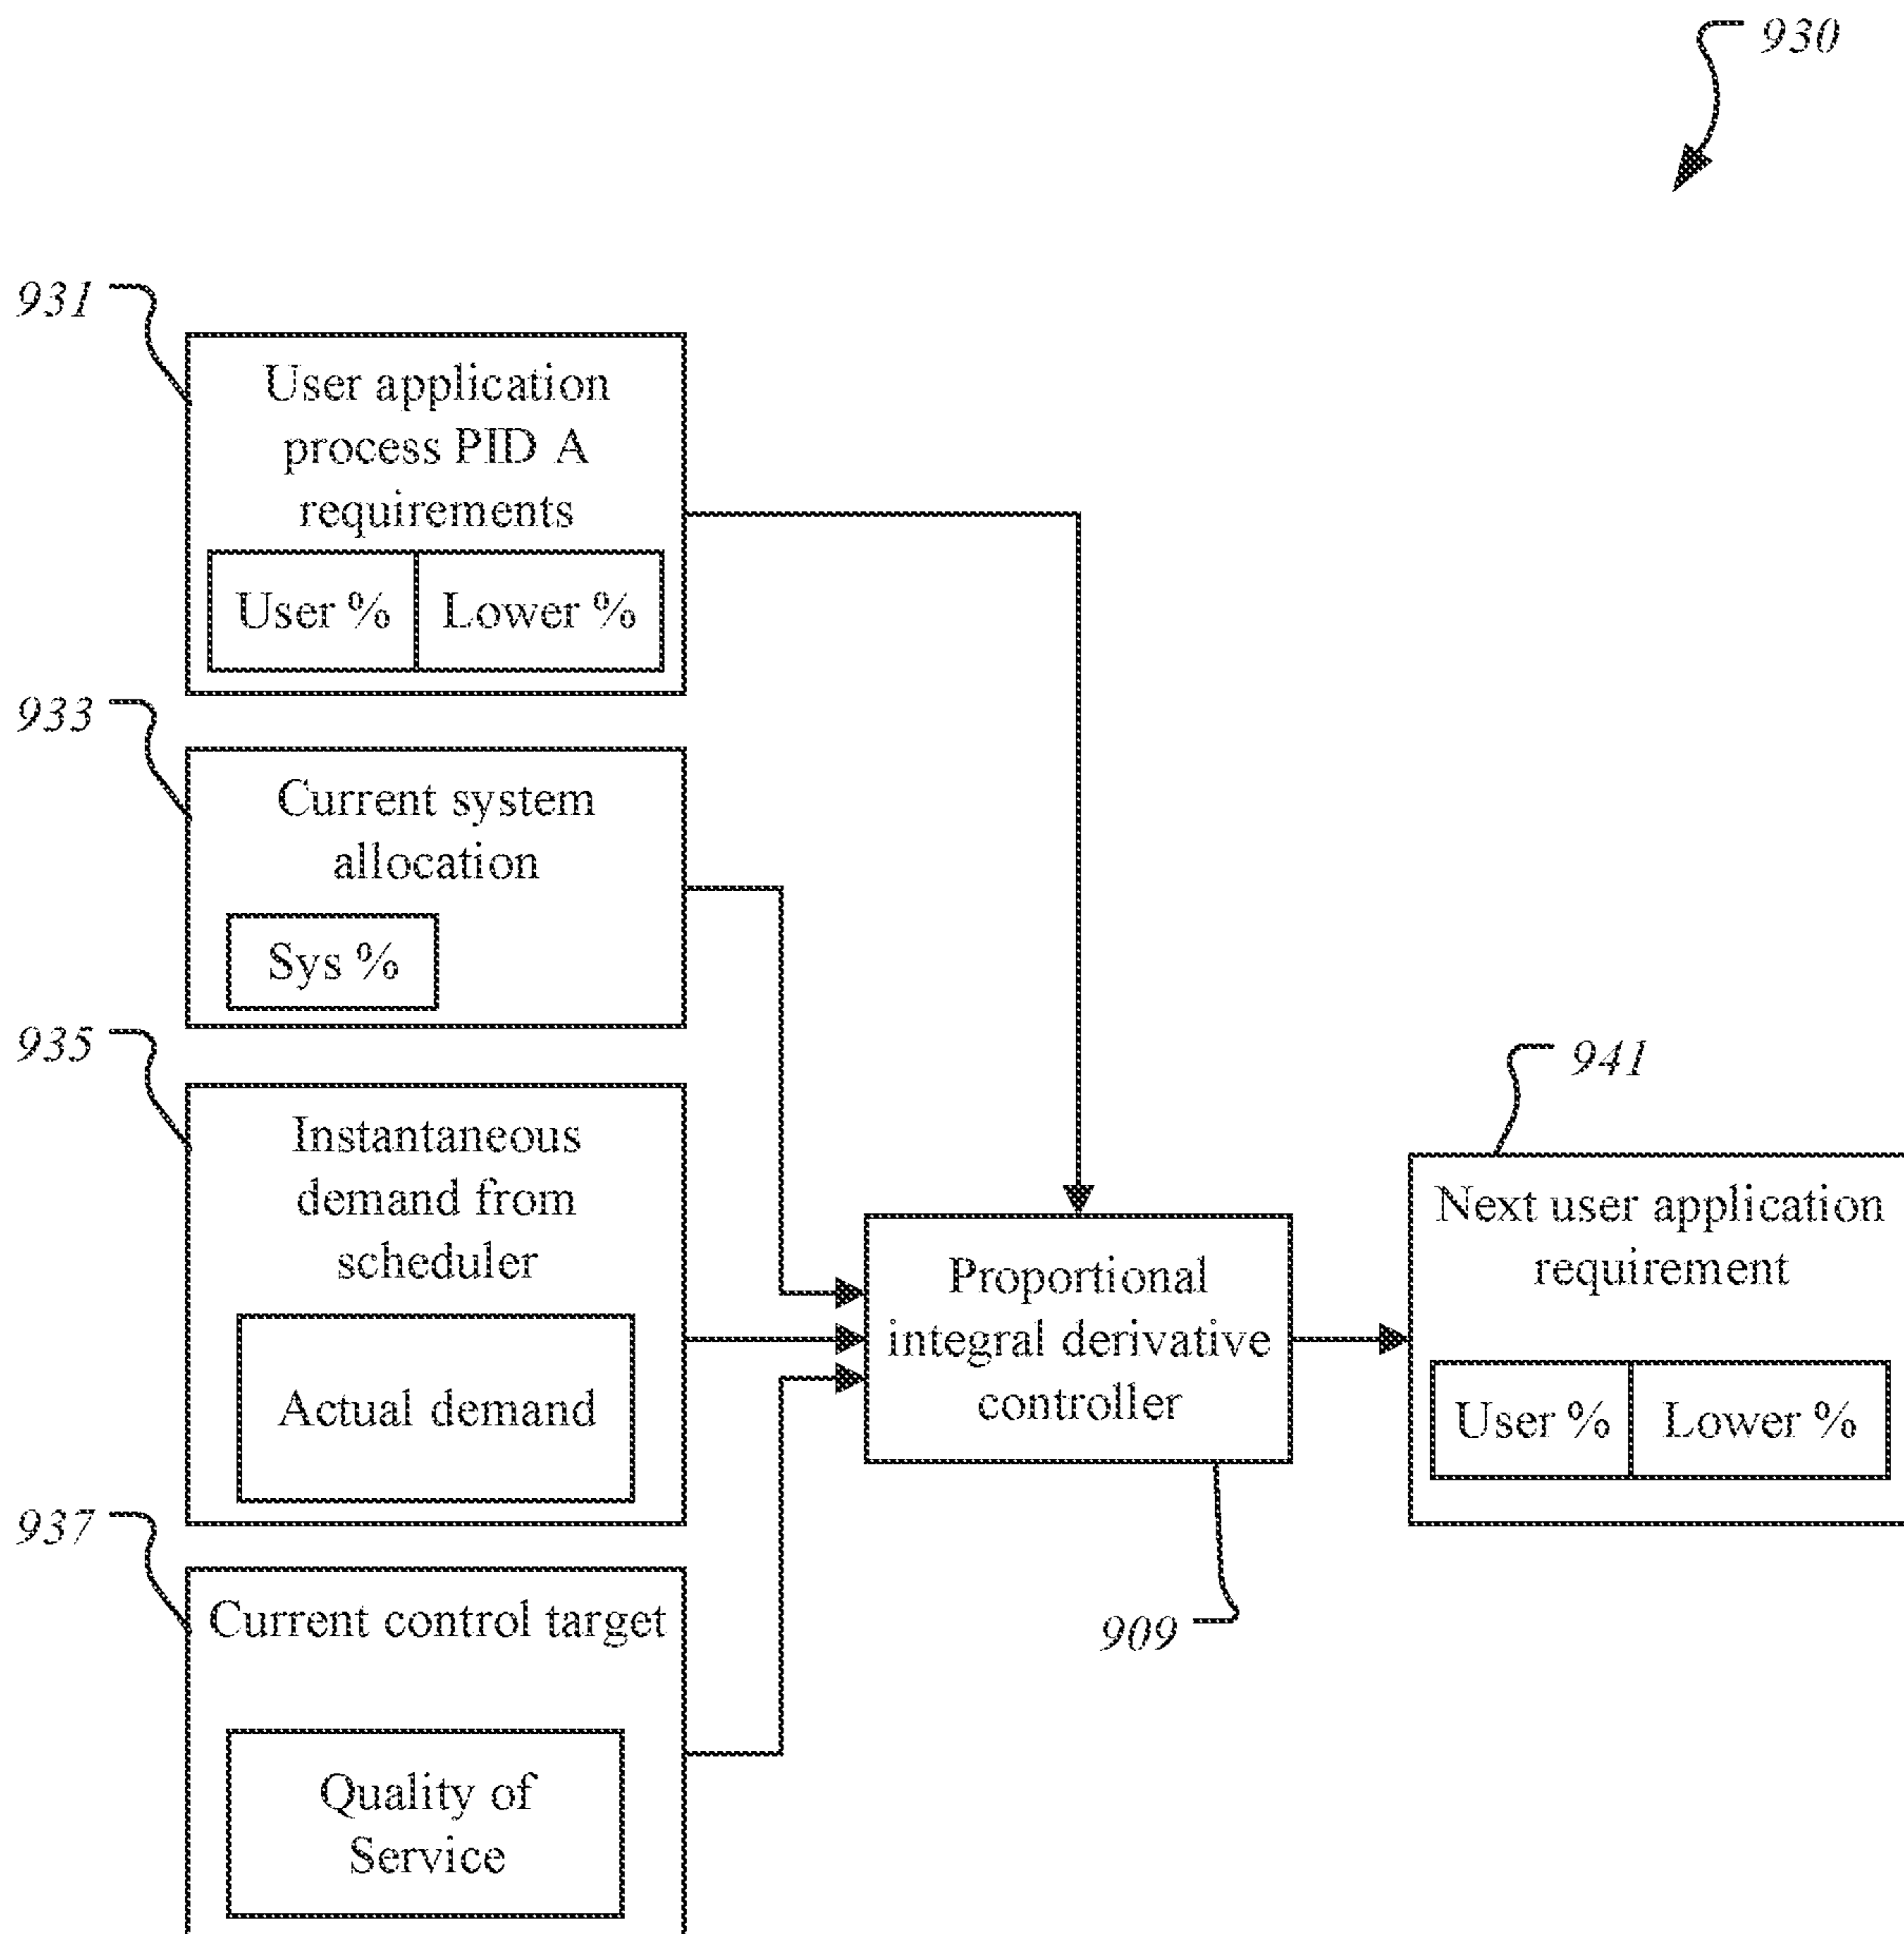 930
931
User application
process PID A
requirements
User %
Lower %
933
Current system
allocation
Sys %
935
Instantaneous
demand from
scheduler
Actual demand
937
Current control target
Quality of
Service
Proportional
integral derivative
controller
909
941
Next user application
requirement
User %
Lower %